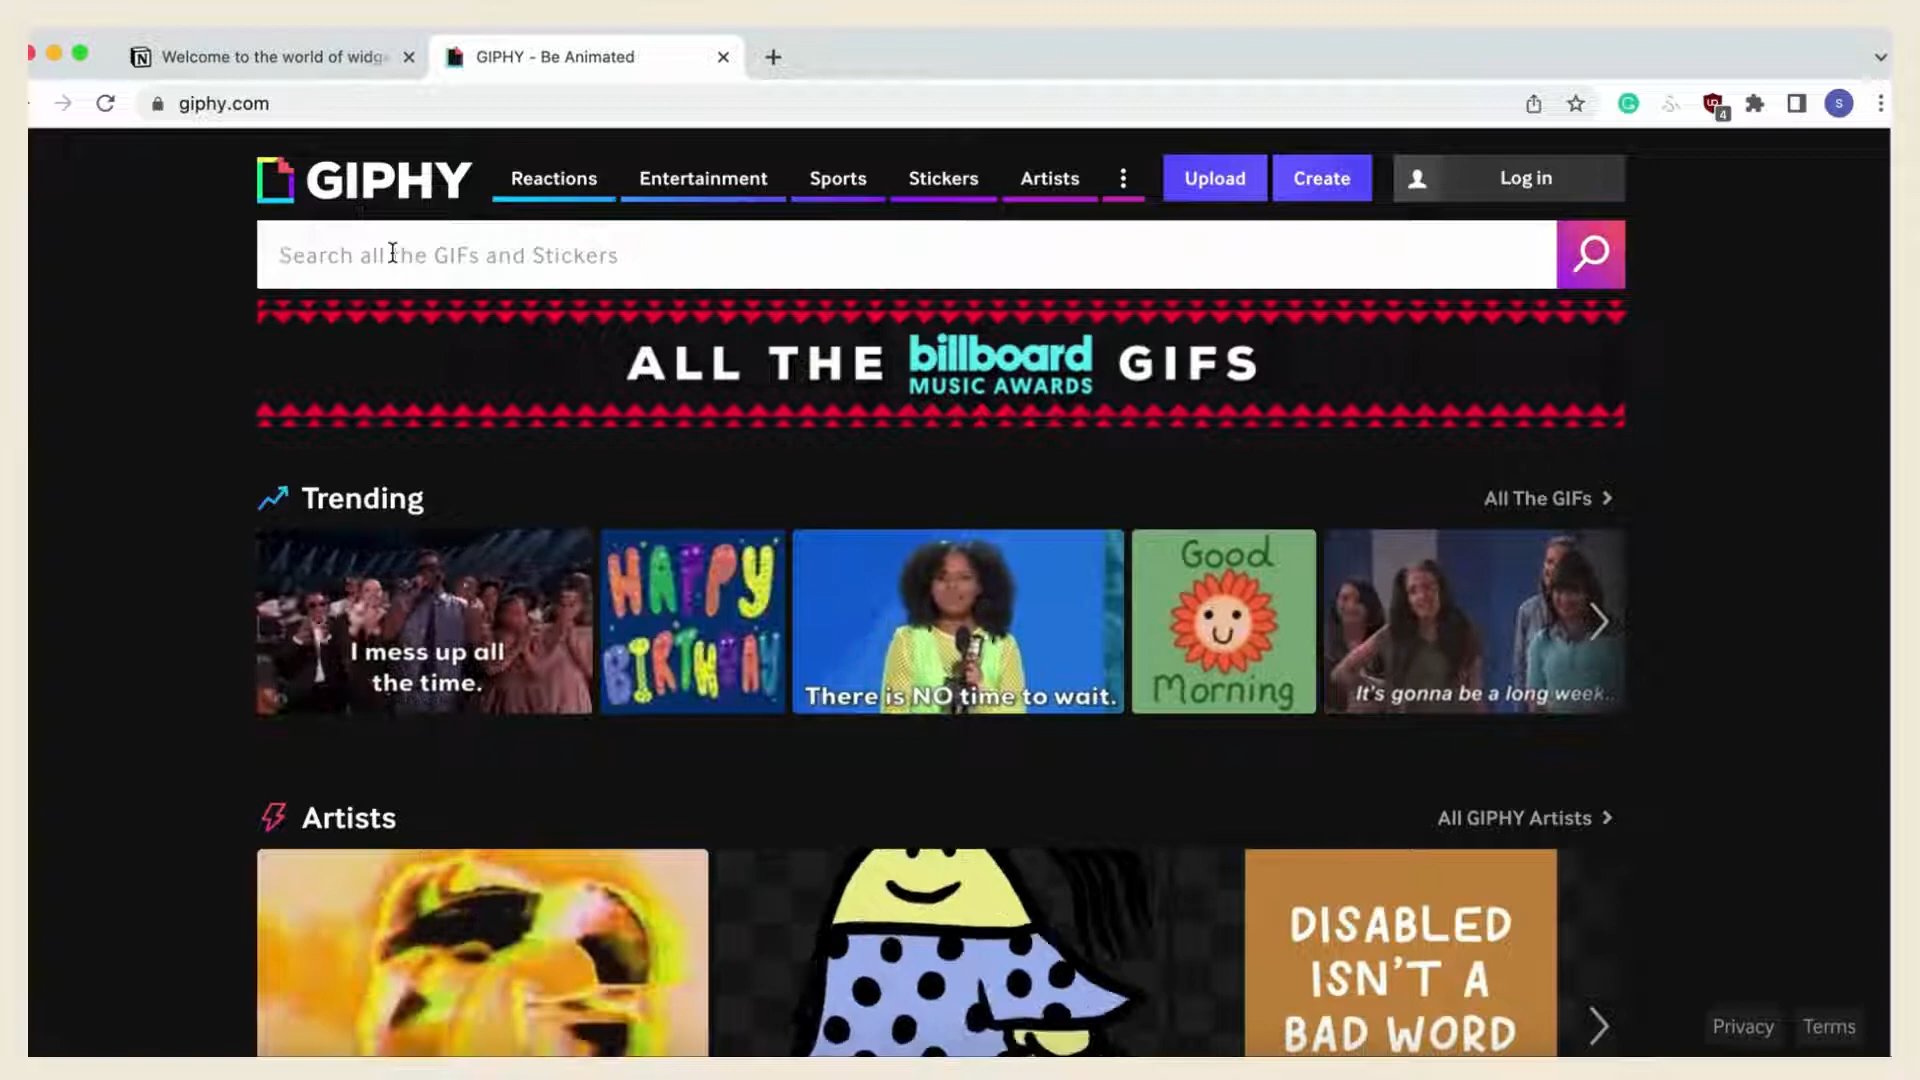 Welcome to the world of widg
GIPHY - Be Animated
giphy.com
S
4
GIPHY
Reactions
Entertainment
Sports
Stickers
Artists
Upload
Create
Log in
Search all the GIFs and Stickers
ALL THE billboard MUSIC AWARDS GIFS
Trending
All The GIFs
I mess up all
the time.
HAPPY
BIRTHDAY
There is NO time to wait.
Good
Morning
It's gonna be a long week..
Artists
All GIPHY Artists
DISABLED
ISN'T A
BAD WORD
Privacy
Terms